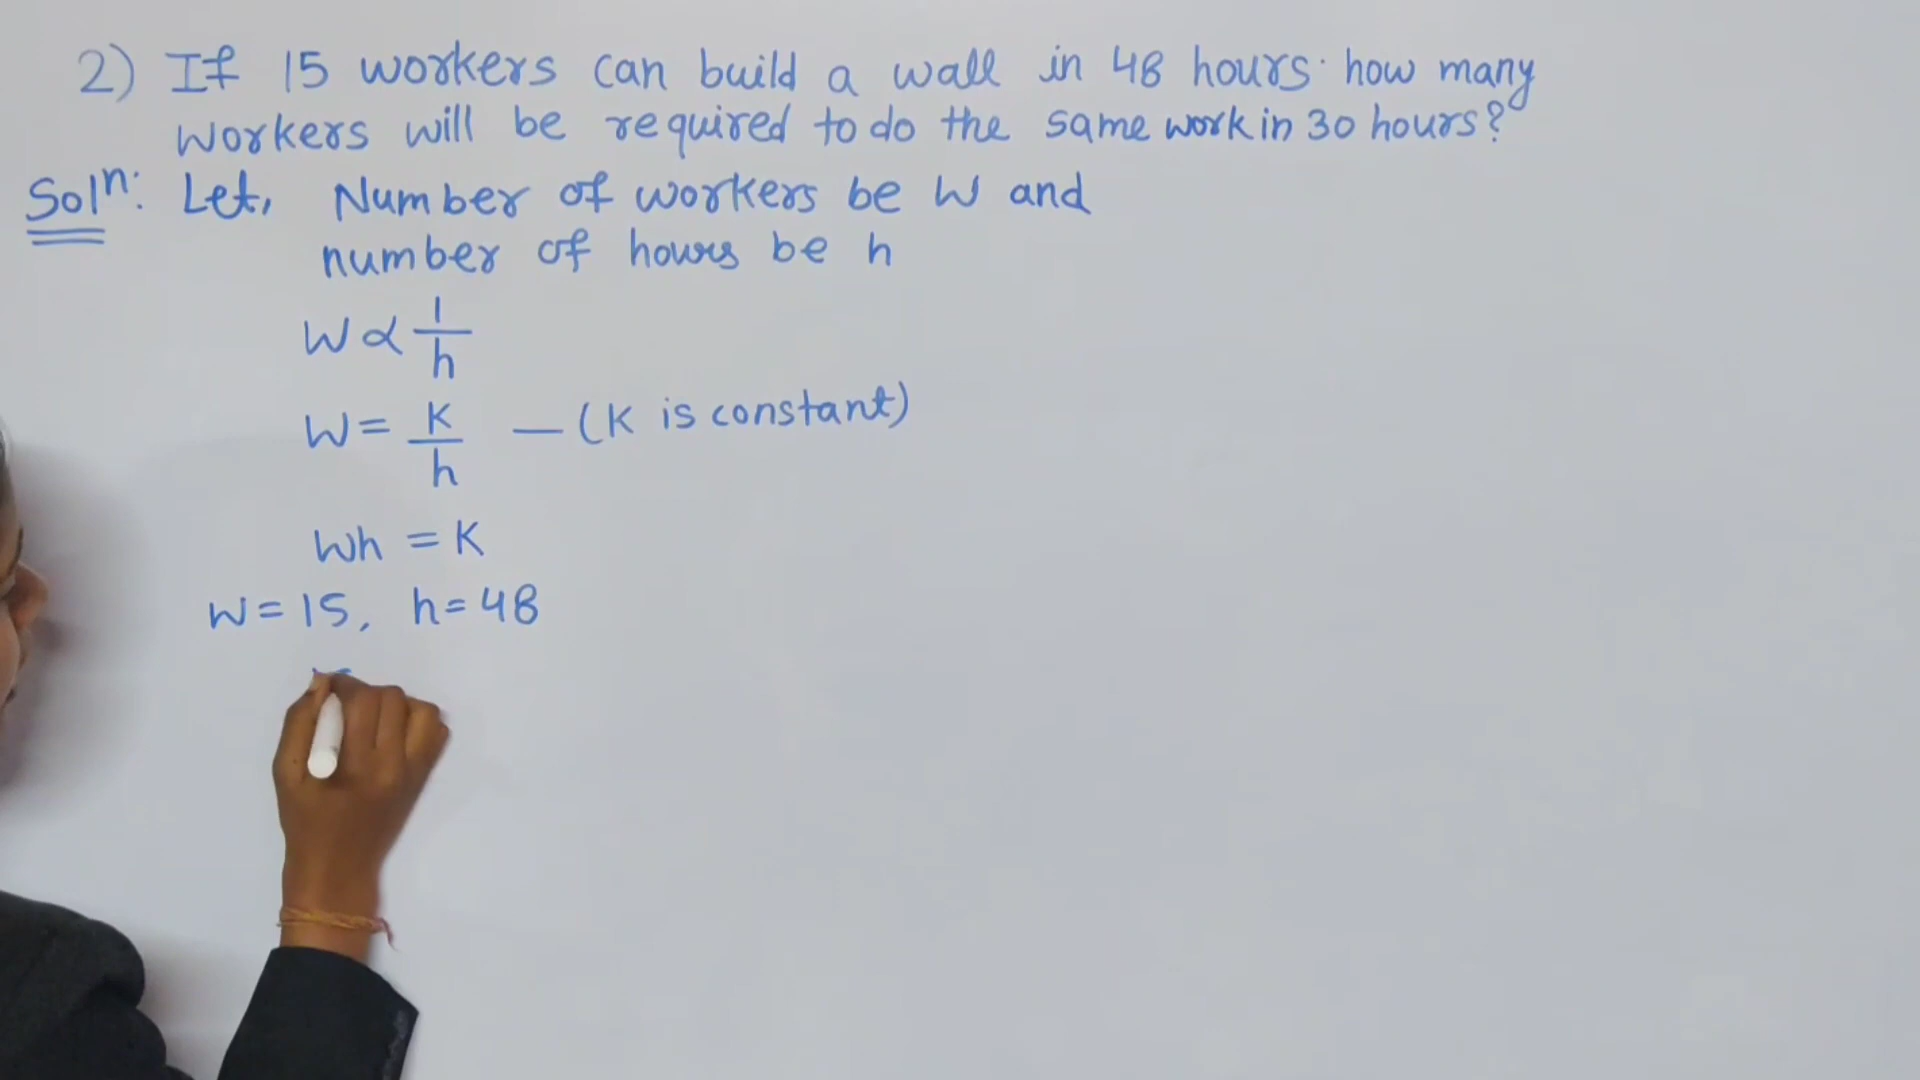 2) If 15 workers can build a wall in 48 hours. how many
workers will be required to do the same work in 30 hours?
Solⁿ: Let, Number of workers be W and
number of hours be h
W ∝ 1/h
W = K/h — (K is constant)
Wh = K
W = 15, h = 48